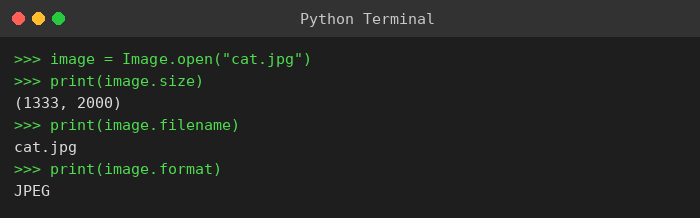 Python Terminal
>>> image = Image.open("cat.jpg")
>>> print(image.size)
(1333, 2000)
>>> print(image.filename)
cat.jpg
>>> print(image.format)
JPEG